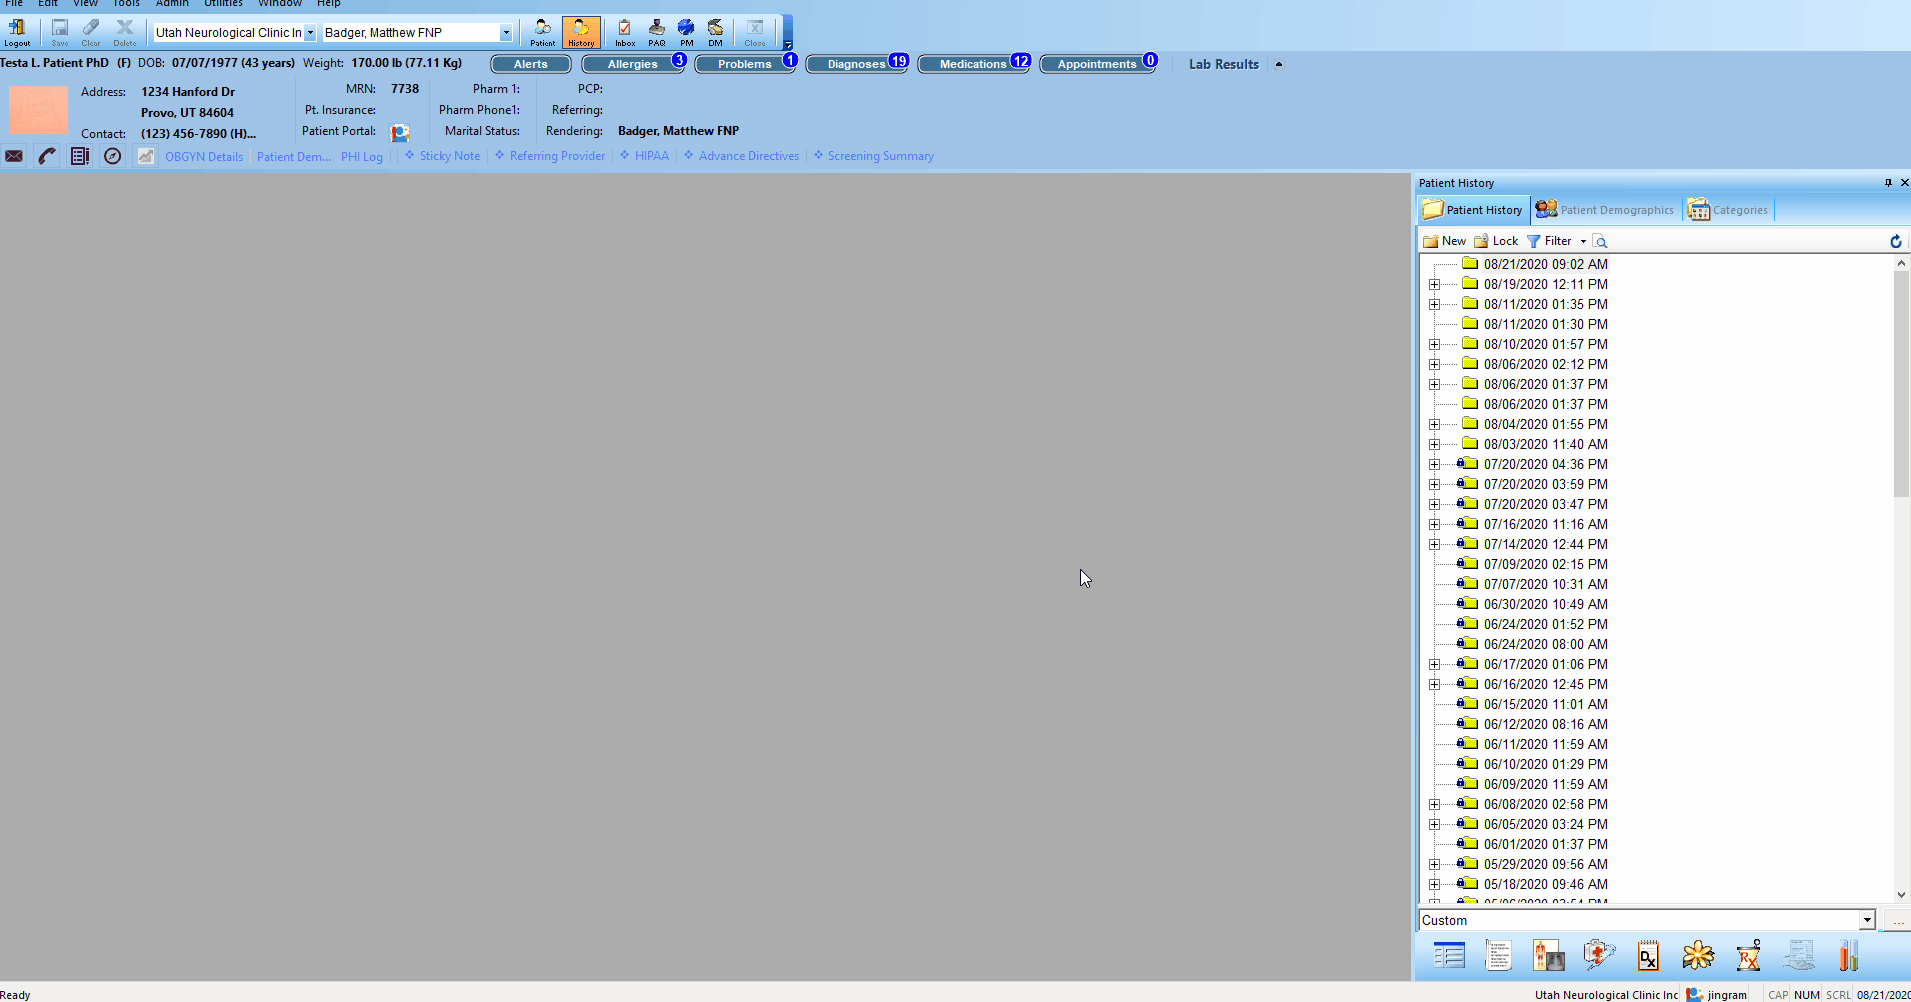 File Edit View Tools Admin Utilities Window Help
Logout Save Clear Delete Utah Neurological Clinic In Badger, Matthew FNP Patient History Inbox PAQ PM DM Close
Testa L. Patient PhD (F) DOB: 07/07/1977 (43 years) Weight: 170.00 lb (77.11 Kg) Alerts Allergies 3 Problems 1 Diagnoses 19 Medications 12 Appointments 0 Lab Results
Address: 1234 Hanford Dr MRN: 7738 Pharm 1: PCP:
Provo, UT 84604 Pt. Insurance: Pharm Phone1: Referring:
Contact: (123) 456-7890 (H)... Patient Portal: Marital Status: Rendering: Badger, Matthew FNP
OBGYN Details Patient Dem... PHI Log Sticky Note Referring Provider HIPAA Advance Directives Screening Summary
Patient History
Patient History Patient Demographics Categories
New Lock Filter
08/21/2020 09:02 AM
08/19/2020 12:11 PM
08/11/2020 01:35 PM
08/11/2020 01:30 PM
08/10/2020 01:57 PM
08/06/2020 02:12 PM
08/06/2020 01:37 PM
08/06/2020 01:37 PM
08/04/2020 01:55 PM
08/03/2020 11:40 AM
07/20/2020 04:36 PM
07/20/2020 03:59 PM
07/20/2020 03:47 PM
07/16/2020 11:16 AM
07/14/2020 12:44 PM
07/09/2020 02:15 PM
07/07/2020 10:31 AM
06/30/2020 10:49 AM
06/24/2020 01:52 PM
06/24/2020 08:00 AM
06/17/2020 01:06 PM
06/16/2020 12:45 PM
06/15/2020 11:01 AM
06/12/2020 08:16 AM
06/11/2020 11:59 AM
06/10/2020 01:29 PM
06/09/2020 11:59 AM
06/08/2020 02:58 PM
06/05/2020 03:24 PM
06/01/2020 01:37 PM
05/29/2020 09:56 AM
05/18/2020 09:46 AM
Custom ...
Dx Rx
Ready Utah Neurological Clinic Inc jingram CAP NUM SCRL 08/21/2020